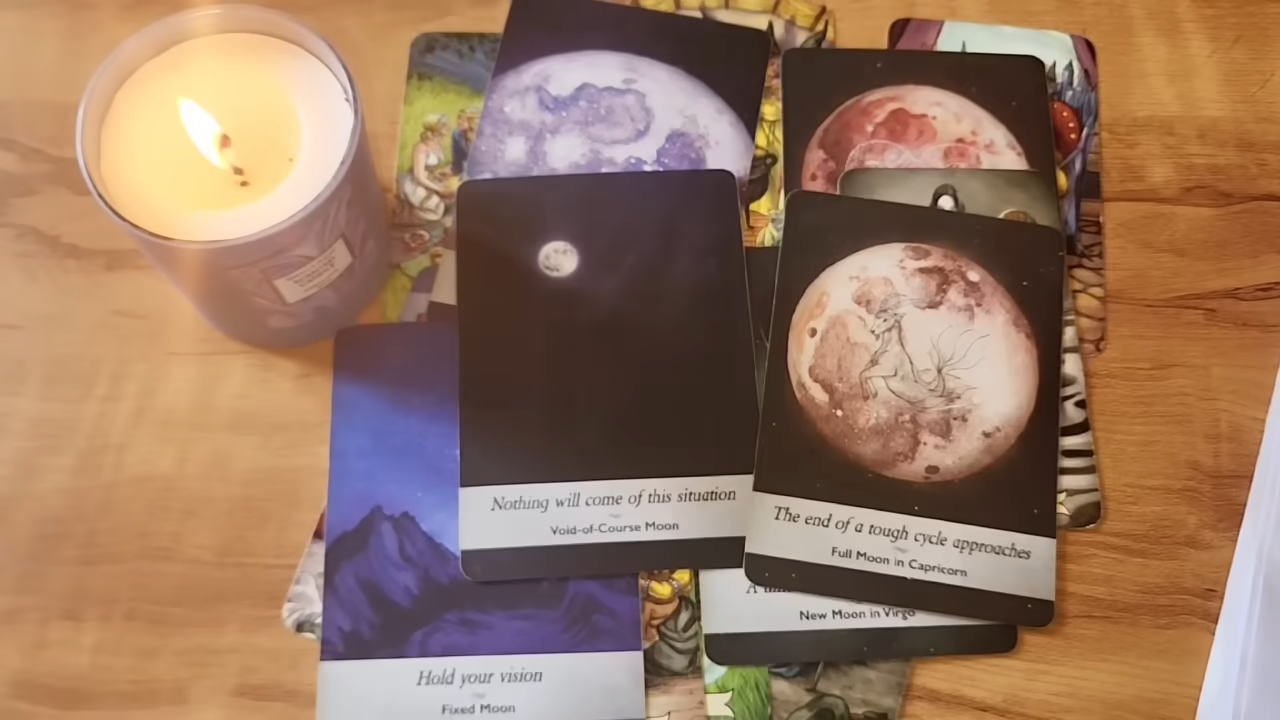 Nothing will come of this situation
Void-of-Course Moon
The end of a tough cycle approaches
Full Moon in Capricorn
A
New Moon in Virgo
Hold your vision
Fixed Moon